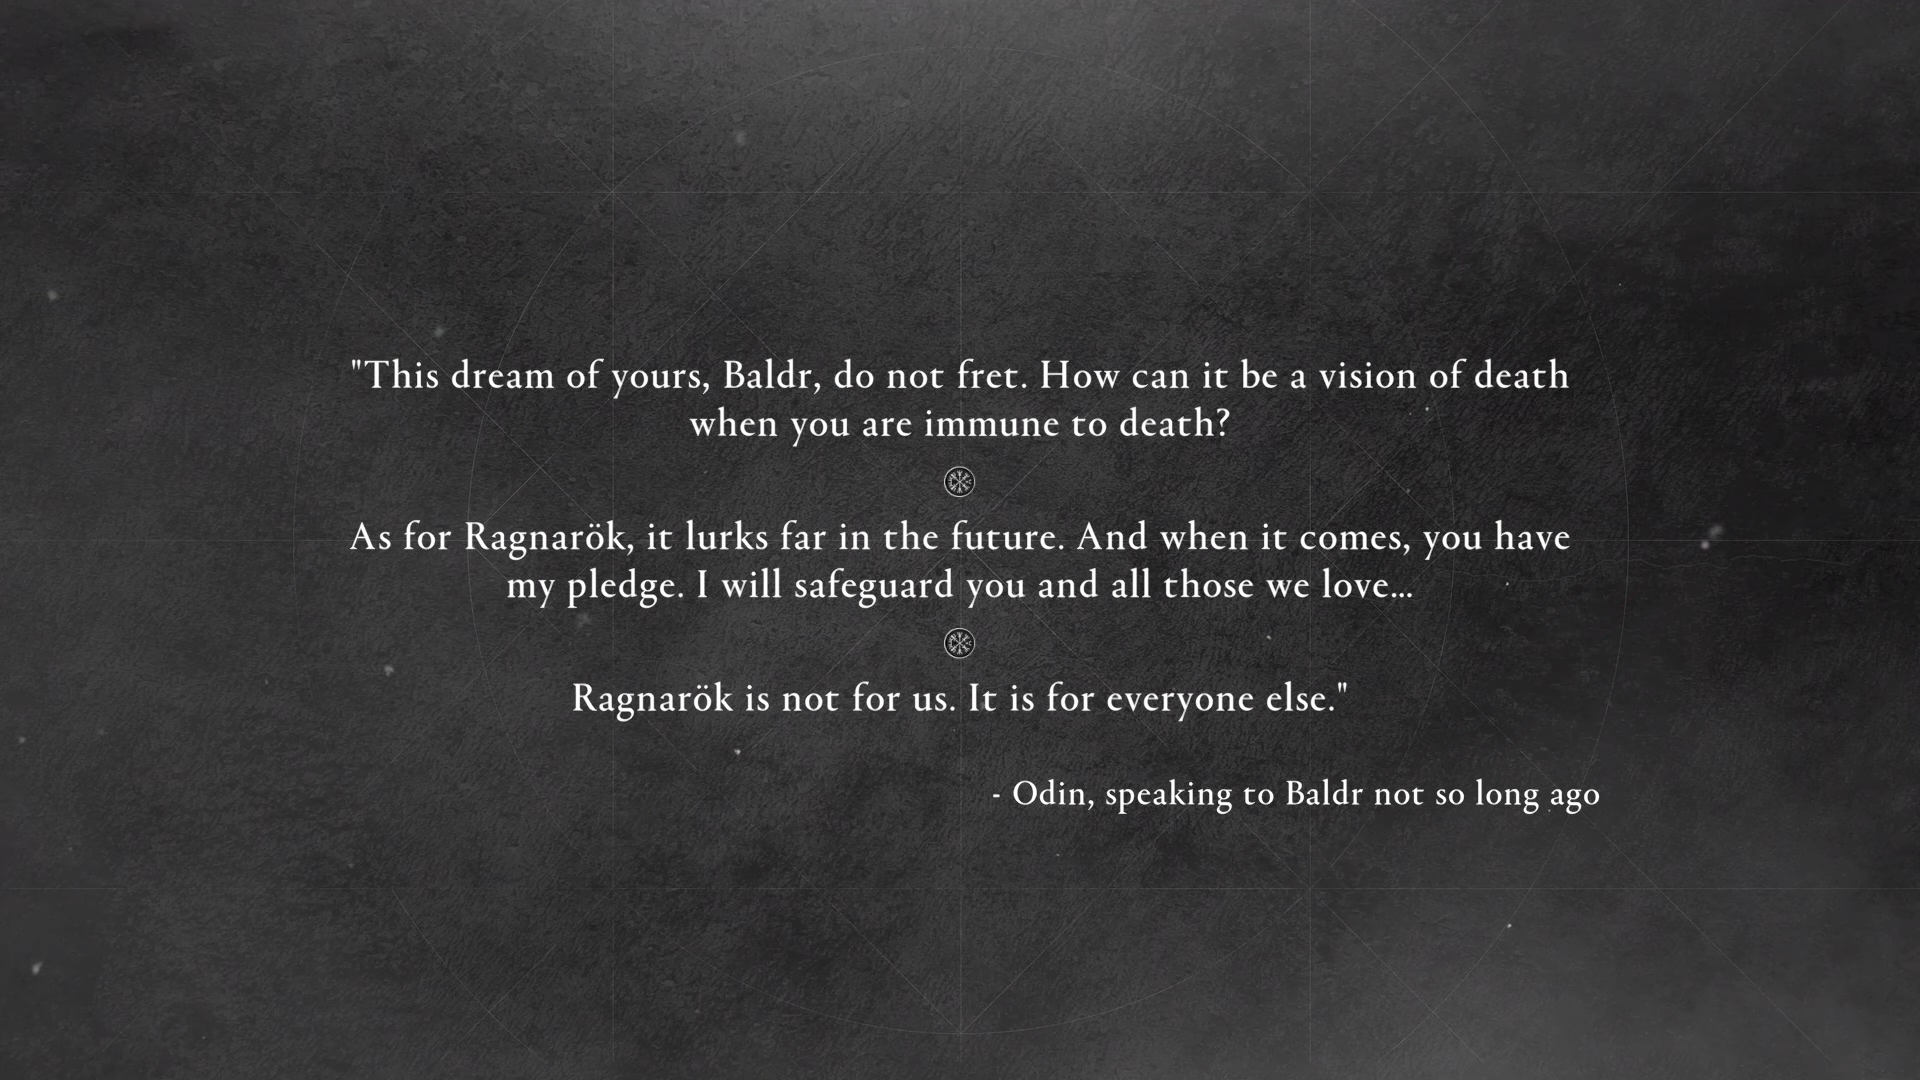 "This dream of yours, Baldr, do not fret. How can it be a vision of death
when you are immune to death?
As for Ragnarök, it lurks far in the future. And when it comes, you have
my pledge. I will safeguard you and all those we love...
Ragnarök is not for us. It is for everyone else."
- Odin, speaking to Baldr not so long ago